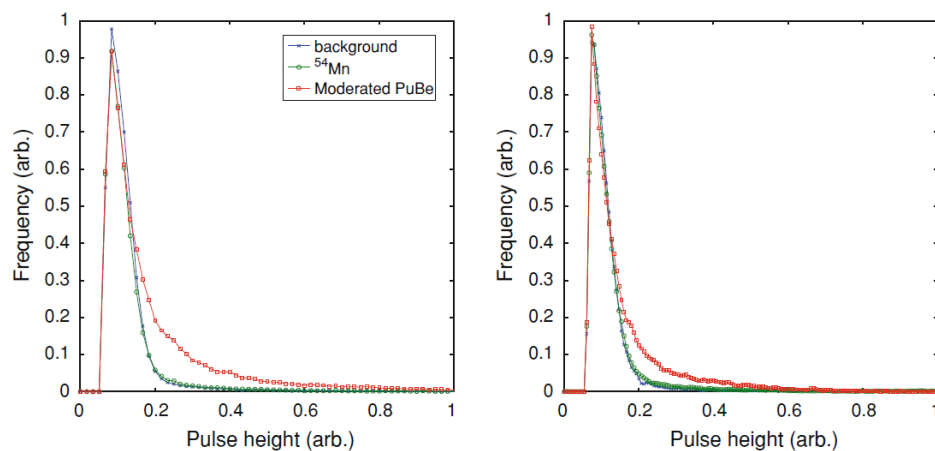 1
0.9
0.8
0.7
0.6
0.5
0.4
0.3
0.2
0.1
0
Frequency (arb.)
background
⁵⁴Mn
Moderated PuBe
0 0.2 0.4 0.6 0.8 1
Pulse height (arb.)
1
0.9
0.8
0.7
0.6
0.5
0.4
0.3
0.2
0.1
0
Frequency (arb.)
0 0.2 0.4 0.6 0.8 1
Pulse height (arb.)